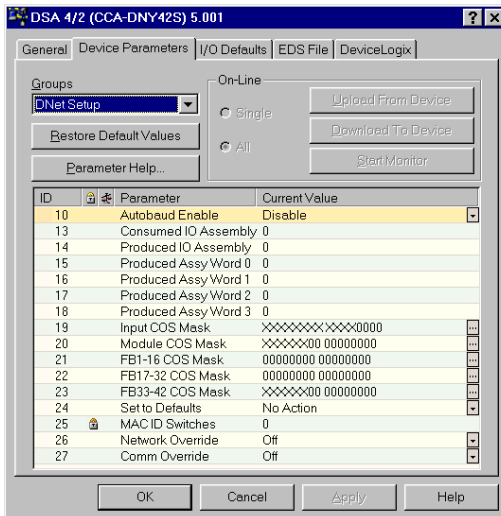 DSA 4/2 (CCA-DNY42S) 5.001
General Device Parameters I/O Defaults EDS File DeviceLogix
Groups
DNet Setup
Restore Default Values
Parameter Help...
On-Line
Single
All
Upload From Device
Download To Device
Start Monitor
ID Parameter Current Value
10 Autobaud Enable Disable
13 Consumed IO Assembly 0
14 Produced IO Assembly 0
15 Produced Assy Word 0 0
16 Produced Assy Word 1 0
17 Produced Assy Word 2 0
18 Produced Assy Word 3 0
19 Input COS Mask XXXXXXXX XXXX0000
20 Module COS Mask XXXXXX00 00000000
21 FB1-16 COS Mask 00000000 00000000
22 FB17-32 COS Mask 00000000 00000000
23 FB33-42 COS Mask XXXXXX00 00000000
24 Set to Defaults No Action
25 MAC ID Switches 0
26 Network Override Off
27 Comm Override Off
OK Cancel Apply Help